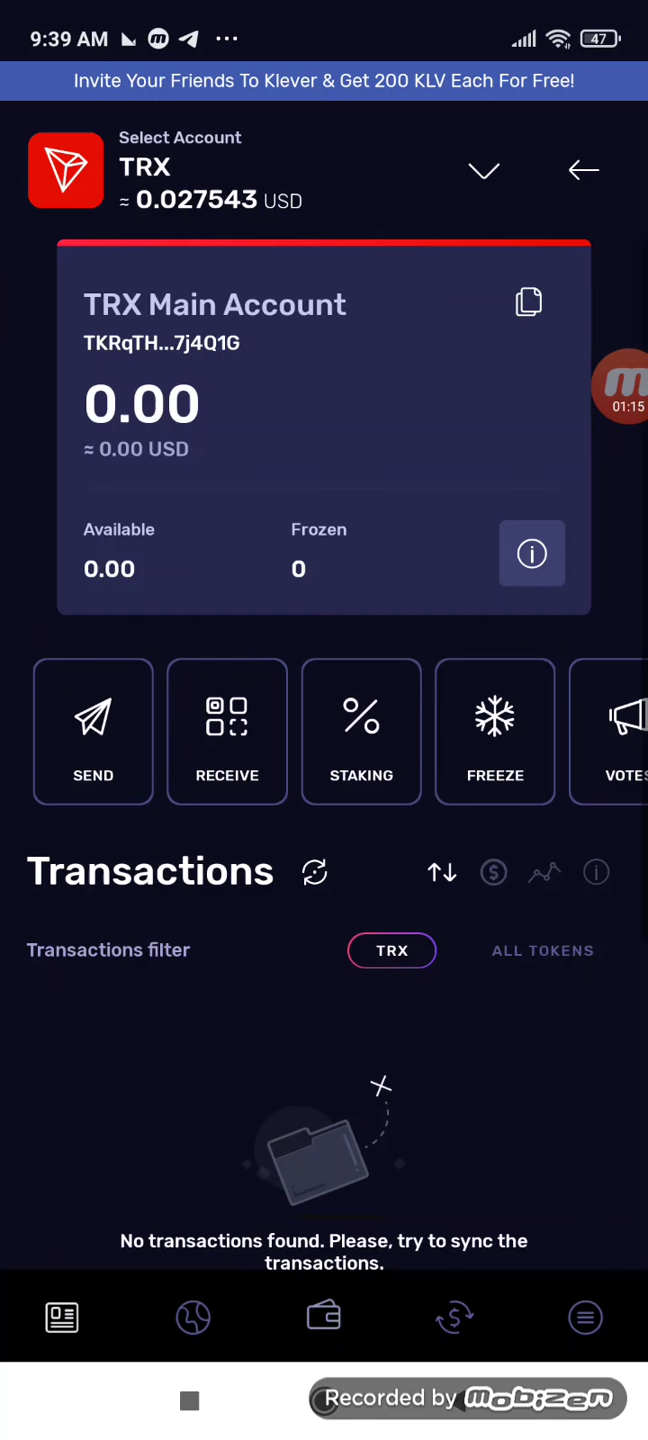 9:39 AM
47
Invite Your Friends To Klever & Get 200 KLV Each For Free!
Select Account
TRX
≈ 0.027543 USD
TRX Main Account
TKRqTH...7j4Q1G
0.00
≈ 0.00 USD
01:15
Available
Frozen
0.00
0
SEND
RECEIVE
STAKING
FREEZE
VOTES
Transactions
Transactions filter
TRX
ALL TOKENS
No transactions found. Please, try to sync the
transactions.
Recorded by mobizen